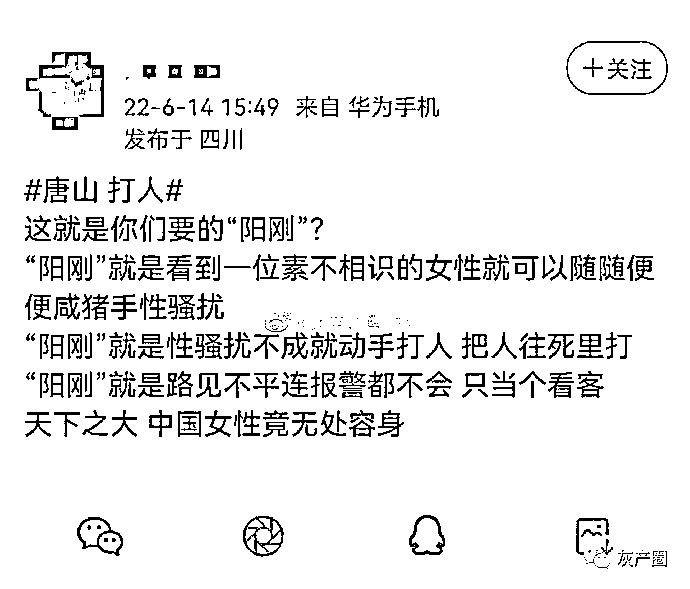 +关注
22-6-14 15:49 来自 华为手机
发布于 四川
#唐山 打人#
这就是你们要的“阳刚”?
“阳刚”就是看到一位素不相识的女性就可以随随便
便咸猪手性骚扰
“阳刚”就是性骚扰不成就动手打人 把人往死里打
“阳刚”就是路见不平连报警都不会 只当个看客
天下之大 中国女性竟无处容身
灰产圈